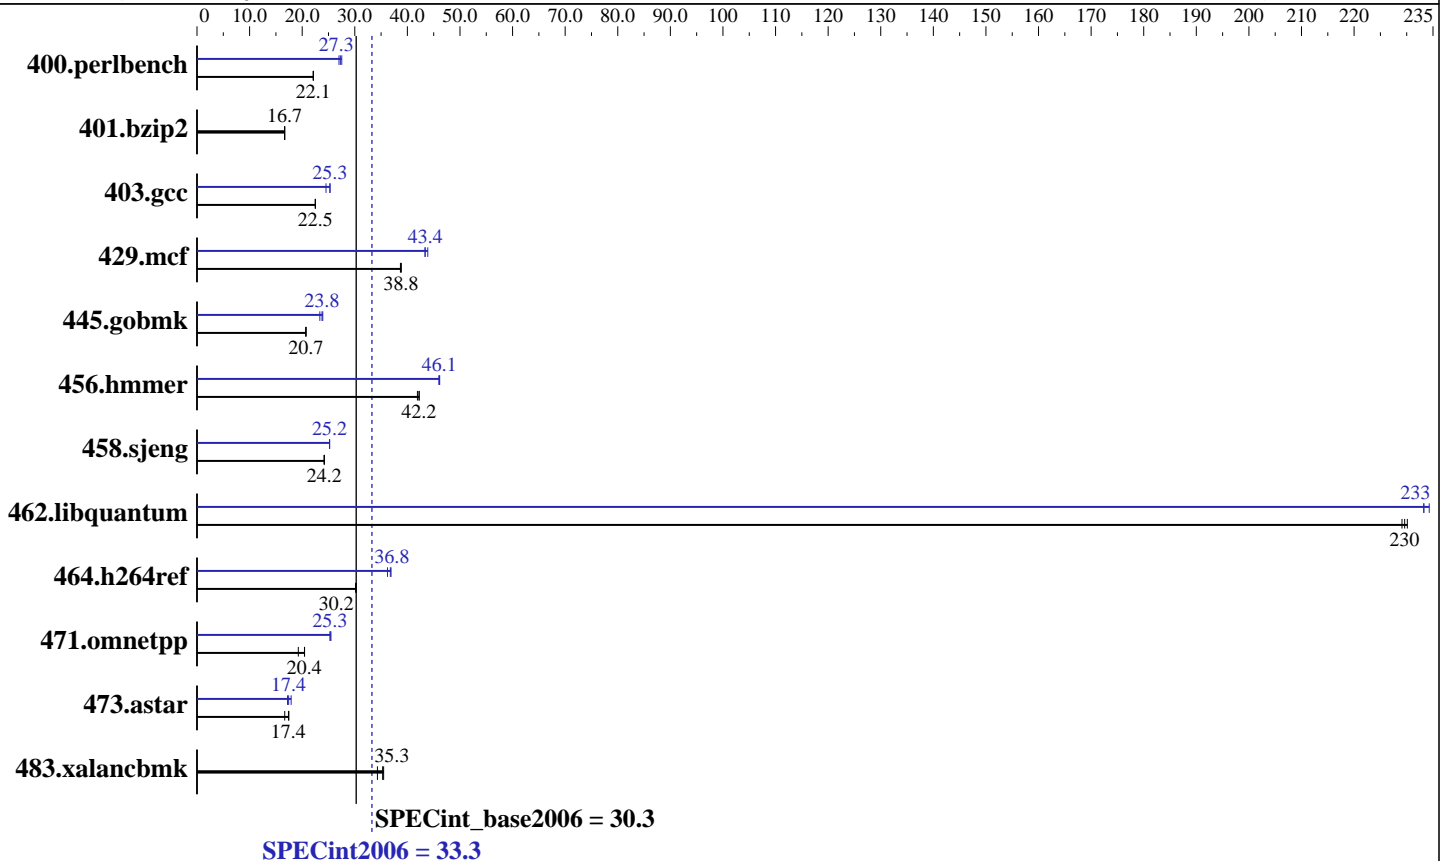 0 10.0 20.0 30.0 40.0 50.0 60.0 70.0 80.0 90.0 100 110 120 130 140 150 160 170 180 190 200 210 220 235
27.3
400.perlbench
22.1
16.7
401.bzip2
25.3
403.gcc
22.5
43.4
429.mcf
38.8
23.8
445.gobmk
20.7
46.1
456.hmmer
42.2
25.2
458.sjeng
24.2
233
462.libquantum
230
36.8
464.h264ref
30.2
25.3
471.omnetpp
20.4
17.4
473.astar
17.4
35.3
483.xalancbmk
SPECint_base2006 = 30.3
SPECint2006 = 33.3